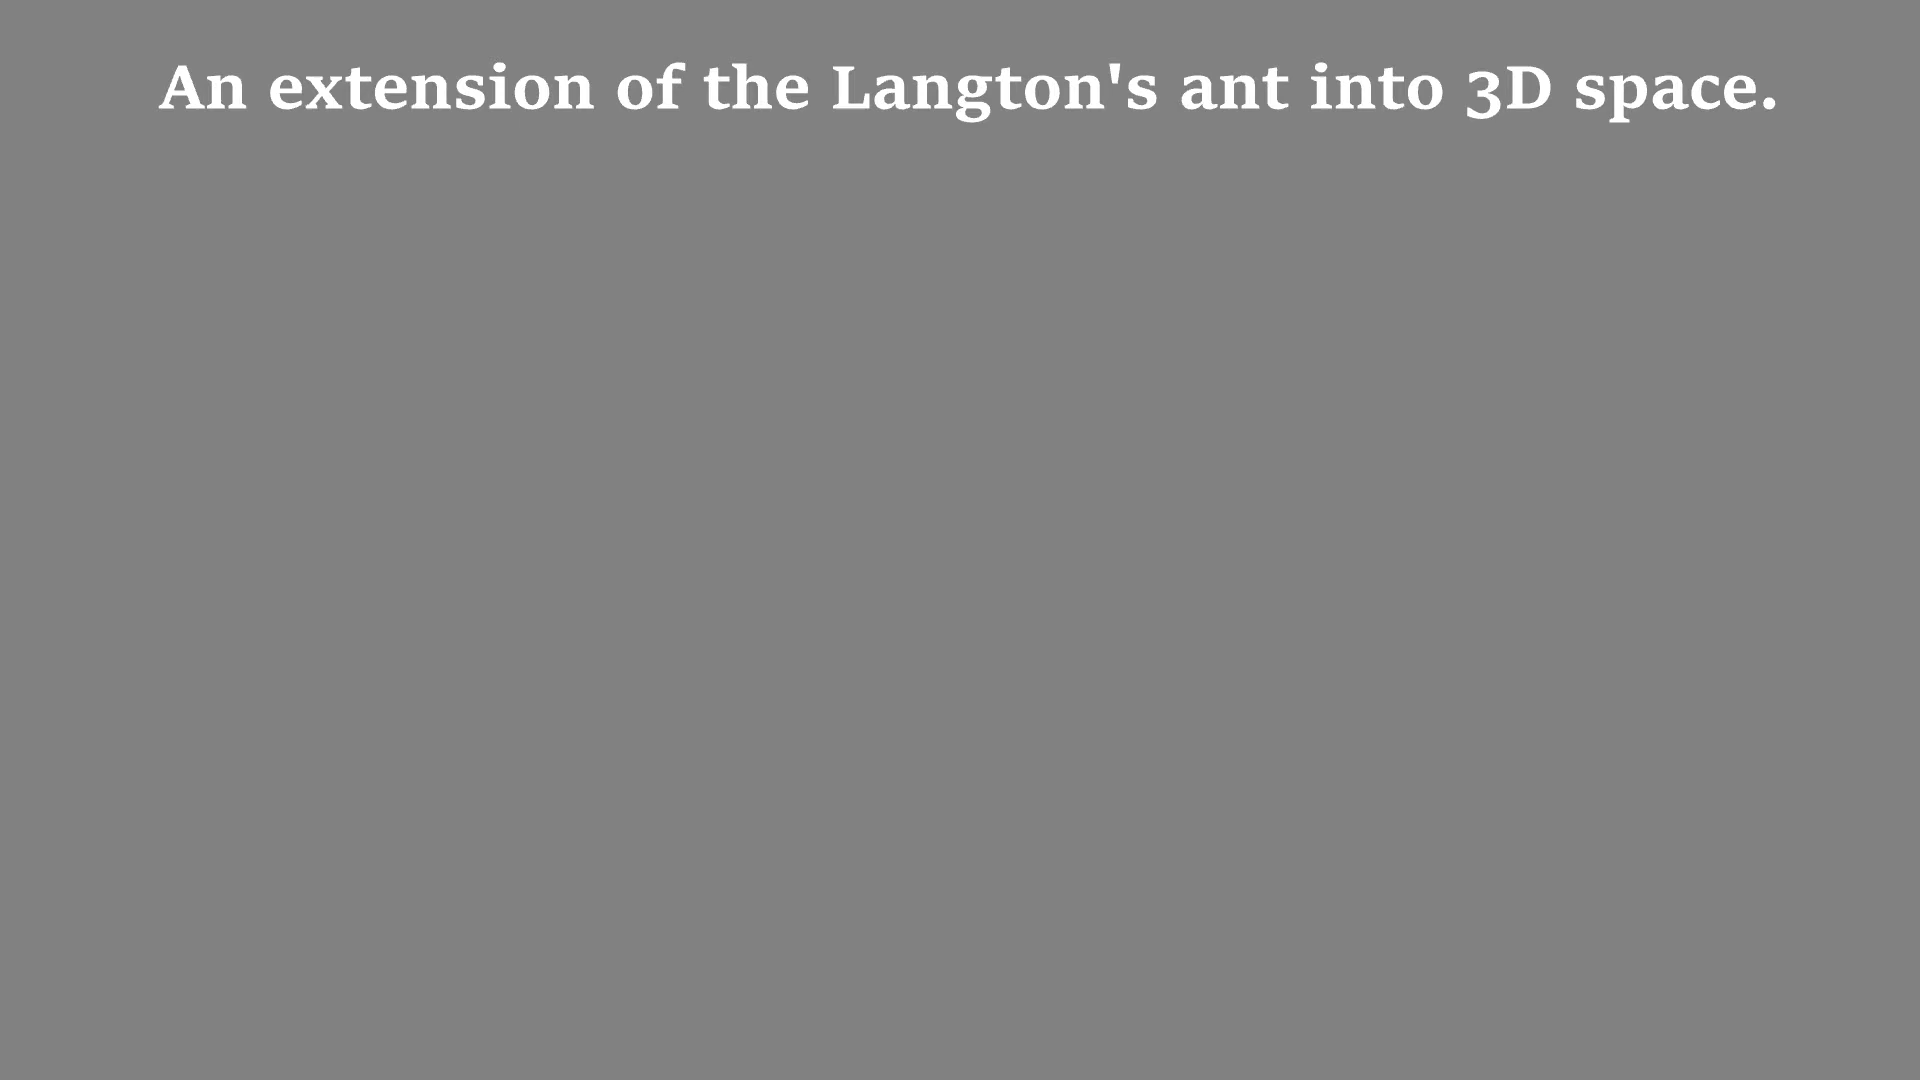 An extension of the Langton's ant into 3D space.